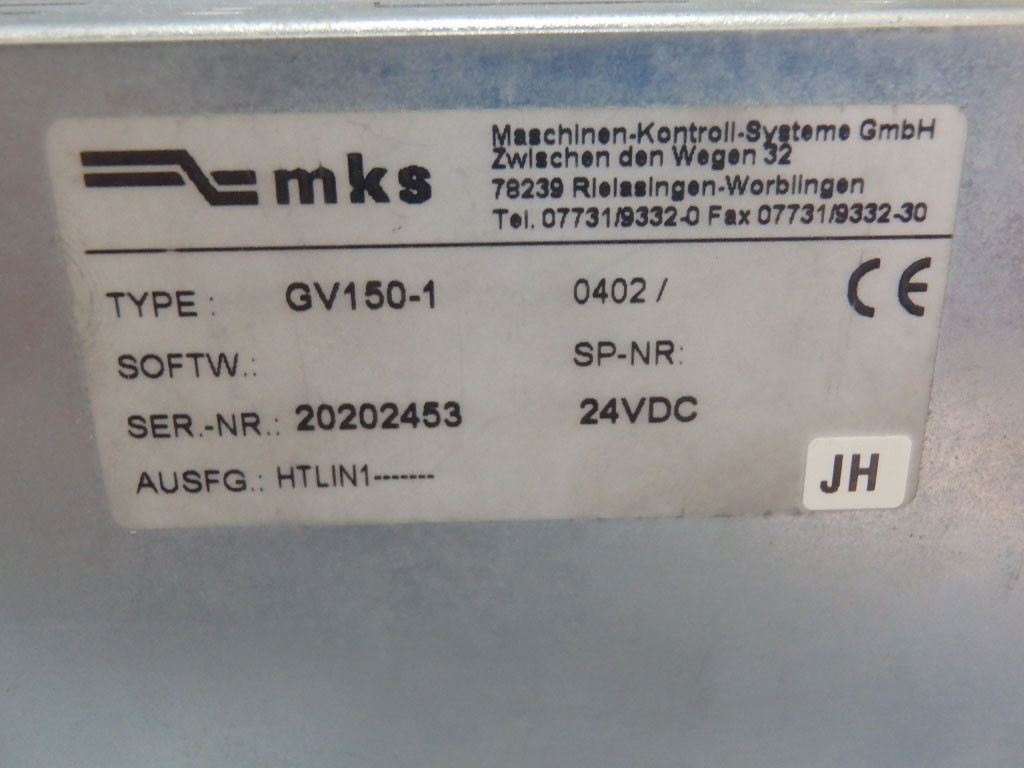 mks
Maschinen-Kontroll-Systeme GmbH
Zwischen den Wegen 32
78239 Rielasingen-Worblingen
Tel. 07731/9332-0 Fax 07731/9332-30
TYPE : GV150-1 0402 / CE
SOFTW.: SP-NR:
SER.-NR.: 20202453 24VDC
AUSFG.: HTLIN1-------
JH